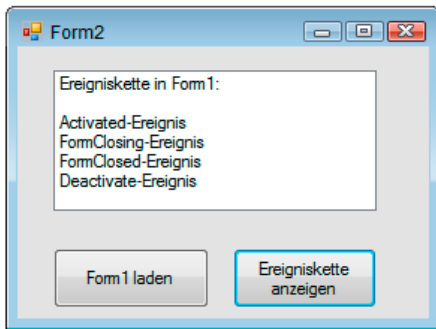 Form2
Ereigniskette in Form1:
Activated-Ereignis
FormClosing-Ereignis
FormClosed-Ereignis
Deactivate-Ereignis
Form1 laden
Ereigniskette
anzeigen